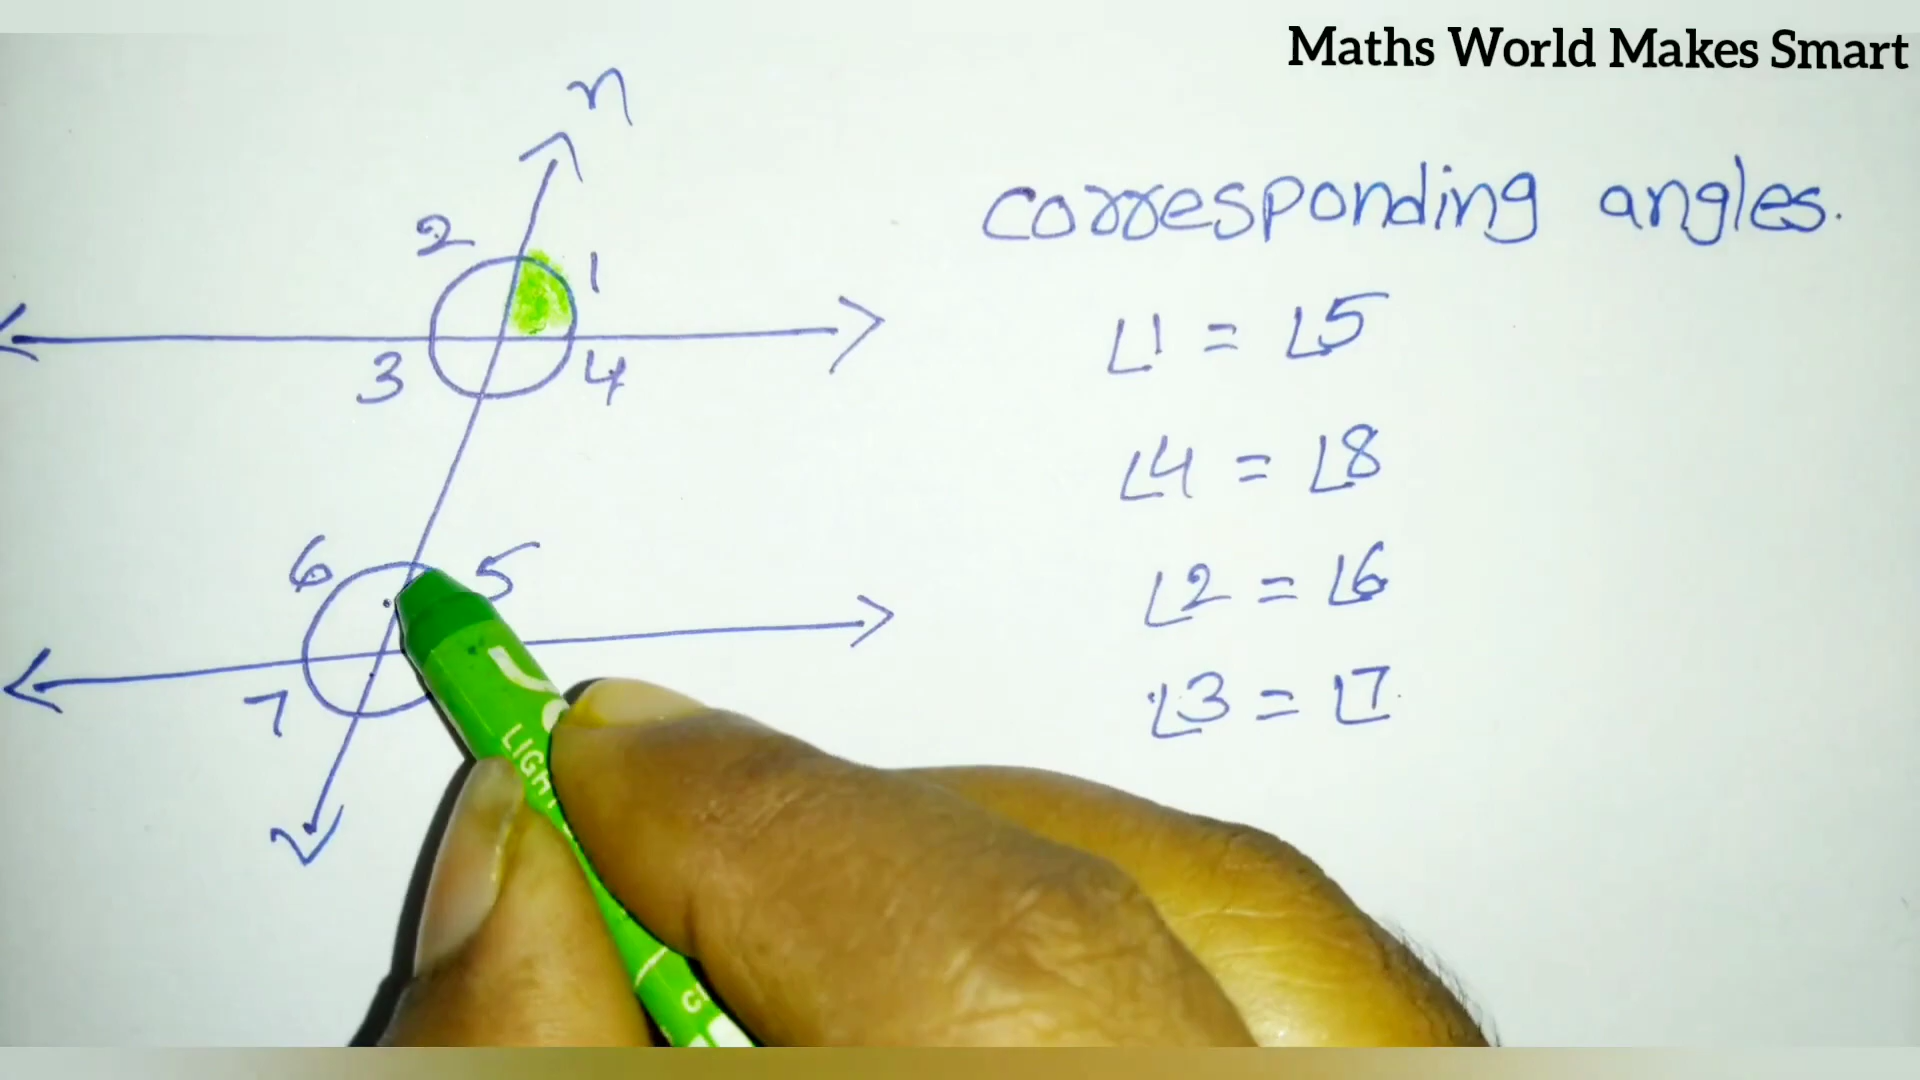 Maths World Makes Smart
n
2
1
corresponding angles.
∠1 = ∠5
3
4
∠4 = ∠8
6
5
∠2 = ∠6
7
∠3 = ∠7
LIGHT